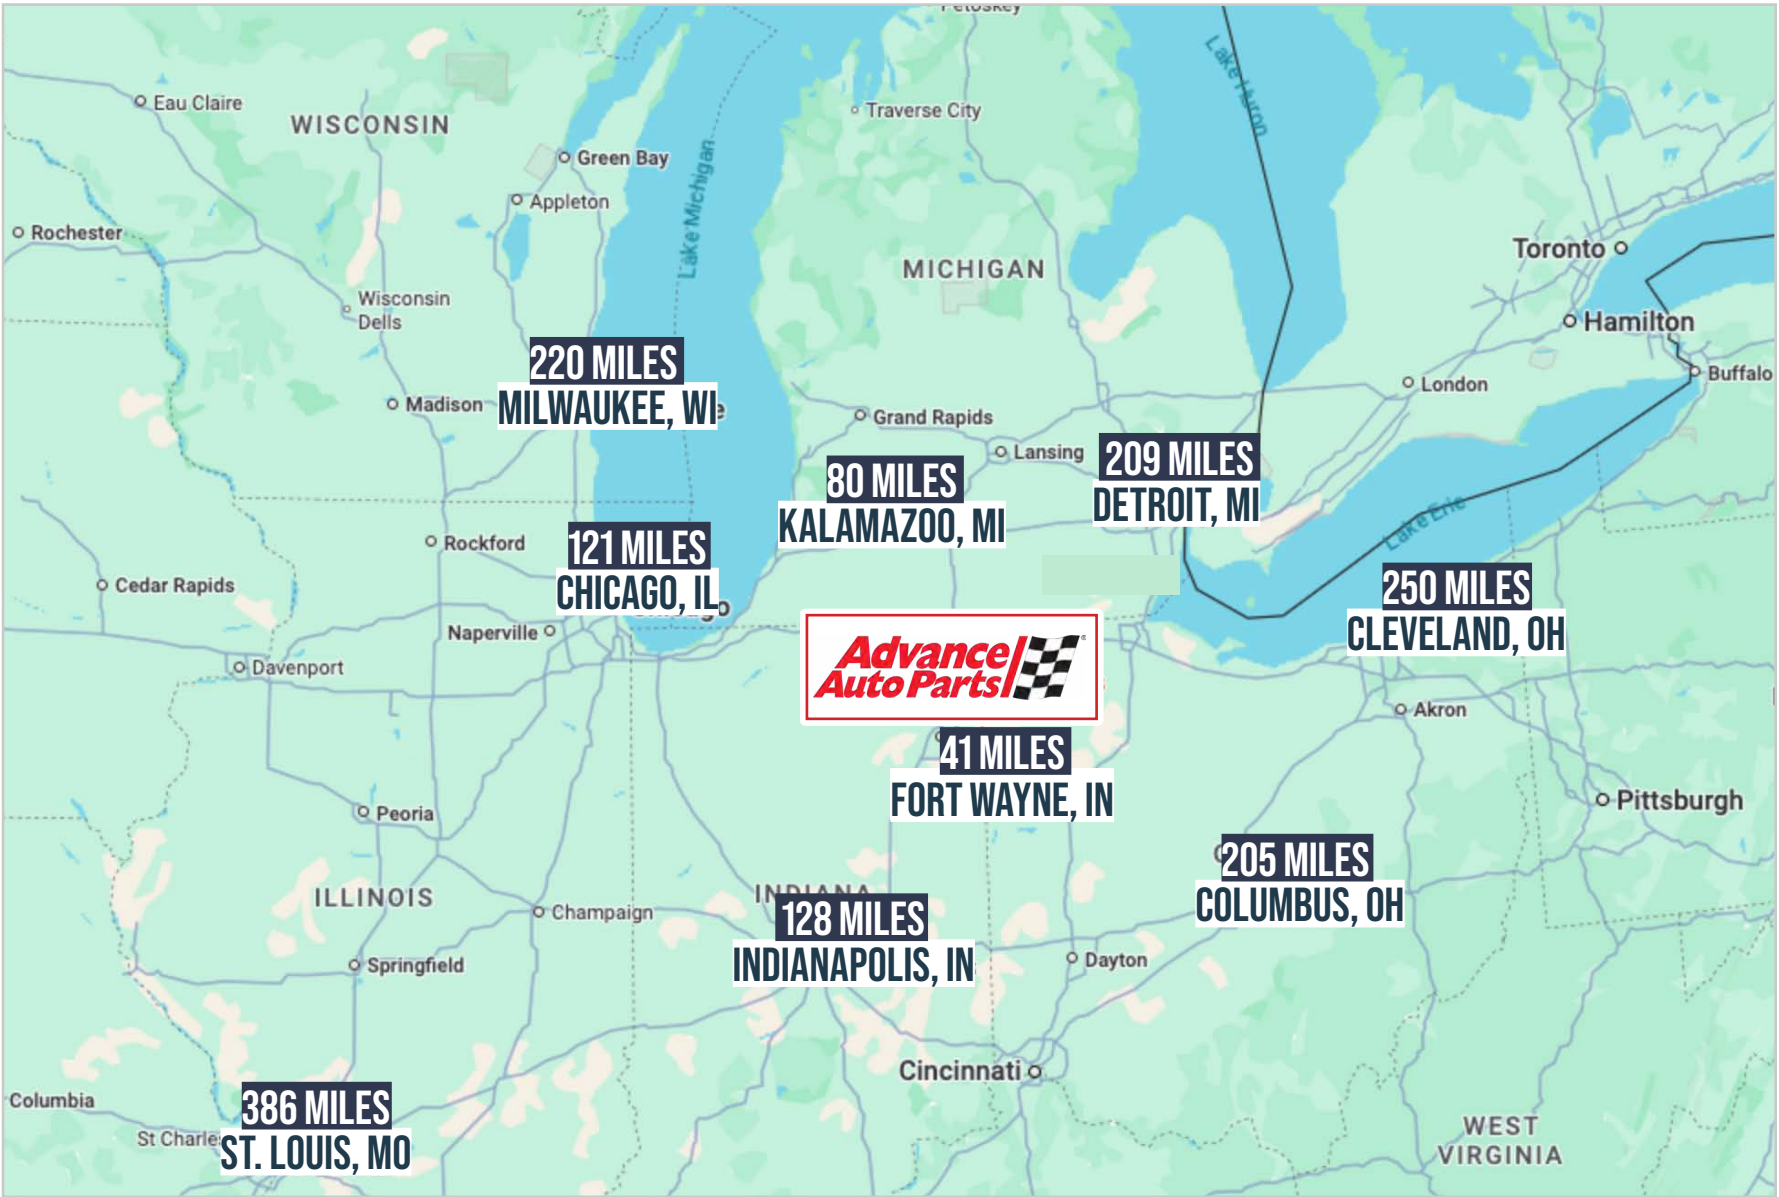 Petoskey
Eau Claire
WISCONSIN
Traverse City
Lake Huron
Green Bay
Lake Michigan
Appleton
Rochester
Toronto
MICHIGAN
Wisconsin
Dells
Hamilton
220 MILES
MILWAUKEE, WI
Buffalo
London
Madison
Grand Rapids
Lansing
209 MILES
DETROIT, MI
80 MILES
KALAMAZOO, MI
Lake Erie
121 MILES
CHICAGO, IL
Rockford
Cedar Rapids
250 MILES
CLEVELAND, OH
Naperville
Advance
Auto Parts
®
Davenport
Akron
41 MILES
FORT WAYNE, IN
Peoria
Pittsburgh
205 MILES
COLUMBUS, OH
ILLINOIS
INDIANA
Champaign
128 MILES
INDIANAPOLIS, IN
Springfield
Dayton
Cincinnati
Columbia
386 MILES
ST. LOUIS, MO
St Charle
WEST
VIRGINIA